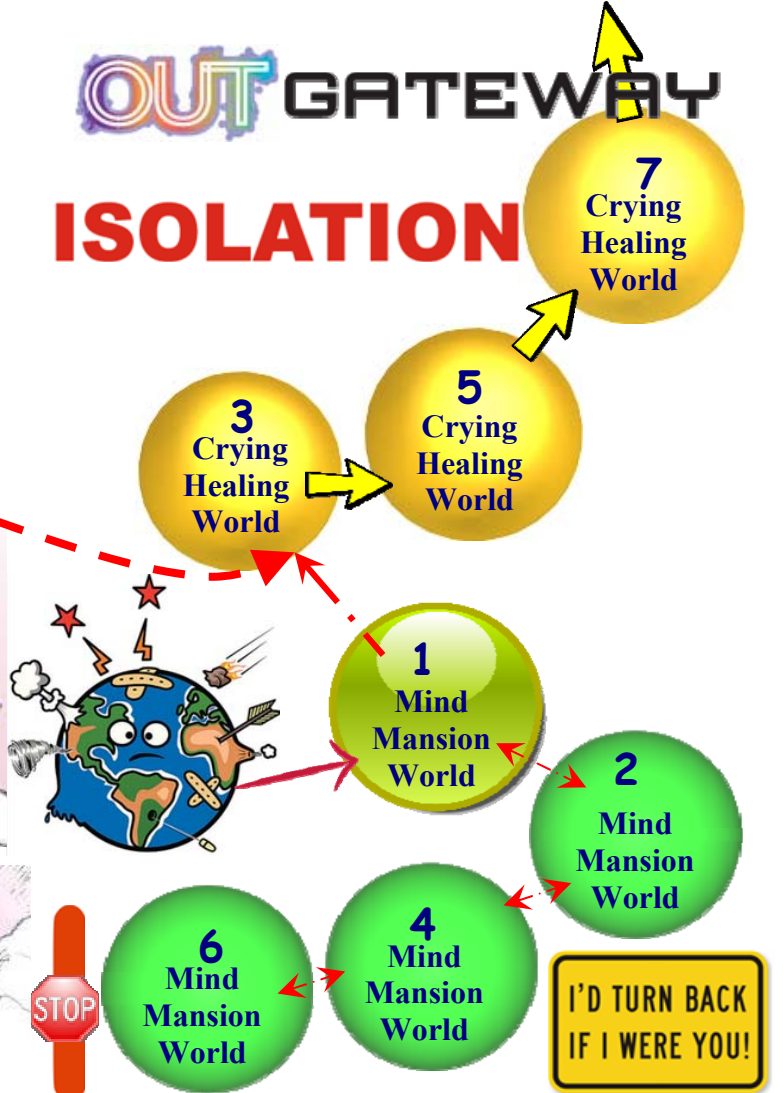 OUT GATEWAY
ISOLATION
7
Crying
Healing
World
5
Crying
Healing
World
3
Crying
Healing
World
1
Mind
Mansion
World
2
Mind
Mansion
World
4
Mind
Mansion
World
6
Mind
Mansion
World
STOP
I'D TURN BACK
IF I WERE YOU!